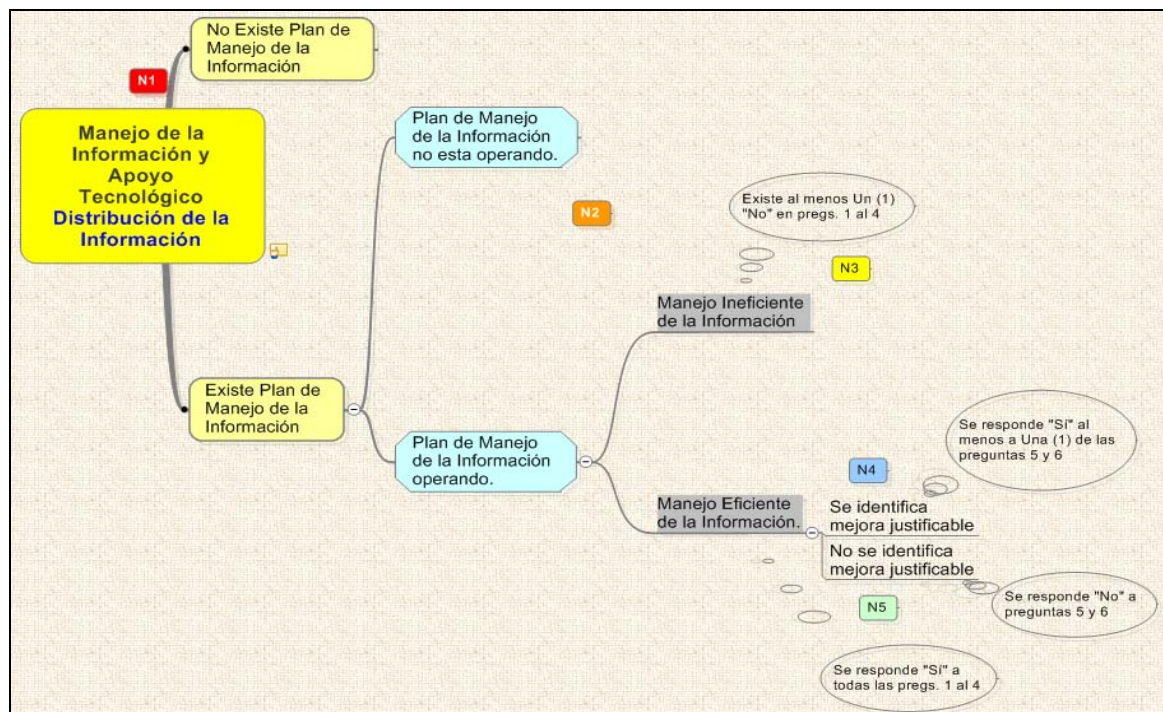 No Existe Plan de
Manejo de la
Información
N1
Manejo de la
Información y
Apoyo
Tecnológico
Distribución de la
Información
Plan de Manejo
de la Información
no esta operando.
N2
Existe al menos Un (1)
"No" en pregs. 1 al 4
N3
Manejo Ineficiente
de la Información
Existe Plan de
Manejo de la
Información
Plan de Manejo
de la Información
operando.
Se responde "Sí" al
menos a Una (1) de las
preguntas 5 y 6
N4
Manejo Eficiente
de la Información.
Se identifica
mejora justificable
No se identifica
mejora justificable
N5
Se responde "No" a
preguntas 5 y 6
Se responde "Sí" a
todas las pregs. 1 al 4